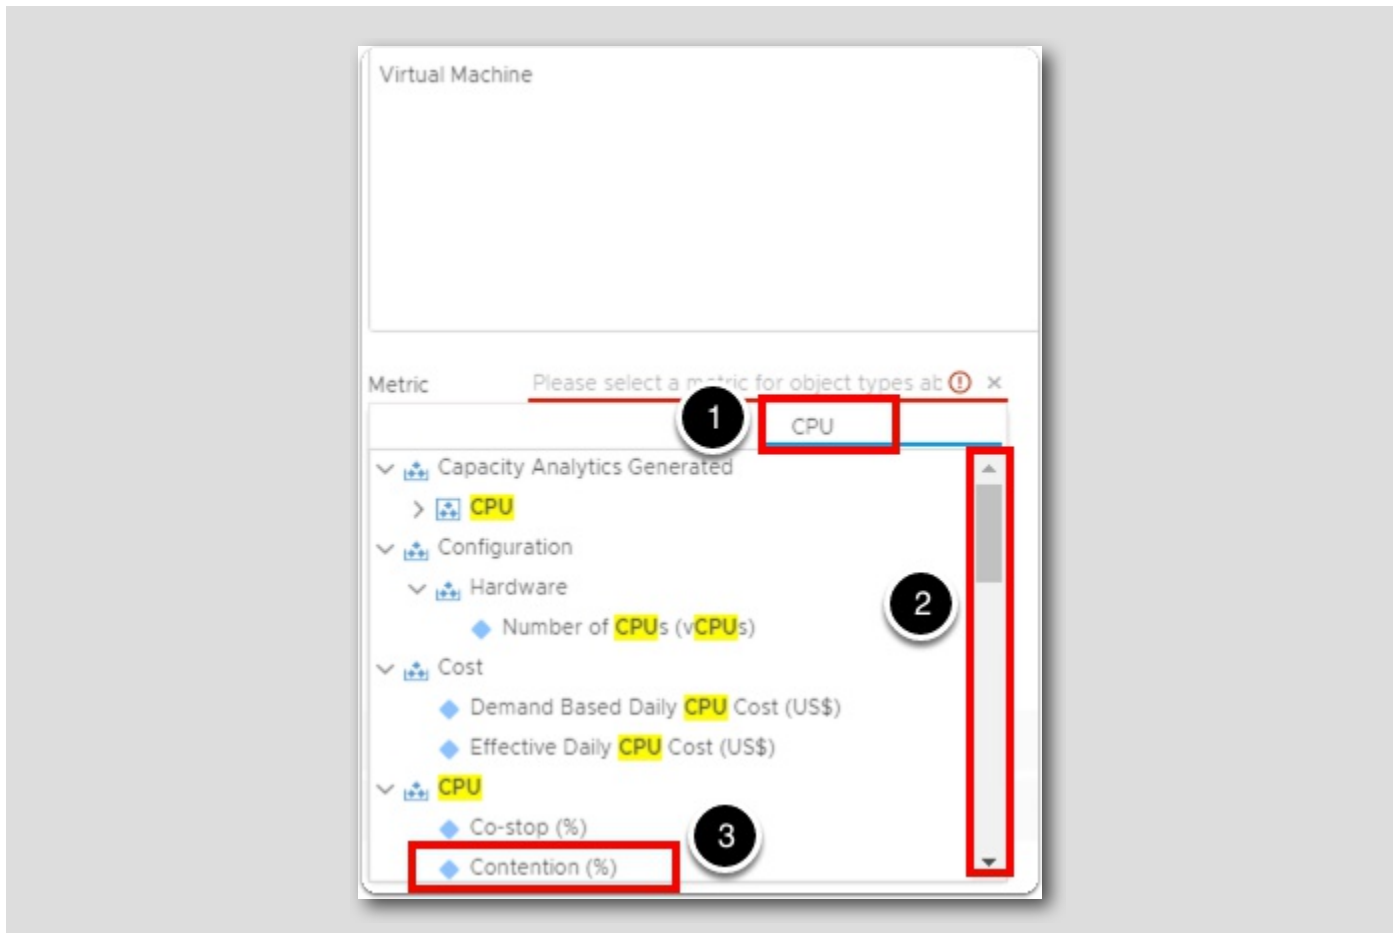 Virtual Machine
Metric
Please select a metric for object types ab
1
CPU
Capacity Analytics Generated
CPU
Configuration
Hardware
2
Number of CPUs (vCPUs)
Cost
Demand Based Daily CPU Cost (US$)
Effective Daily CPU Cost (US$)
CPU
Co-stop (%)
3
Contention (%)